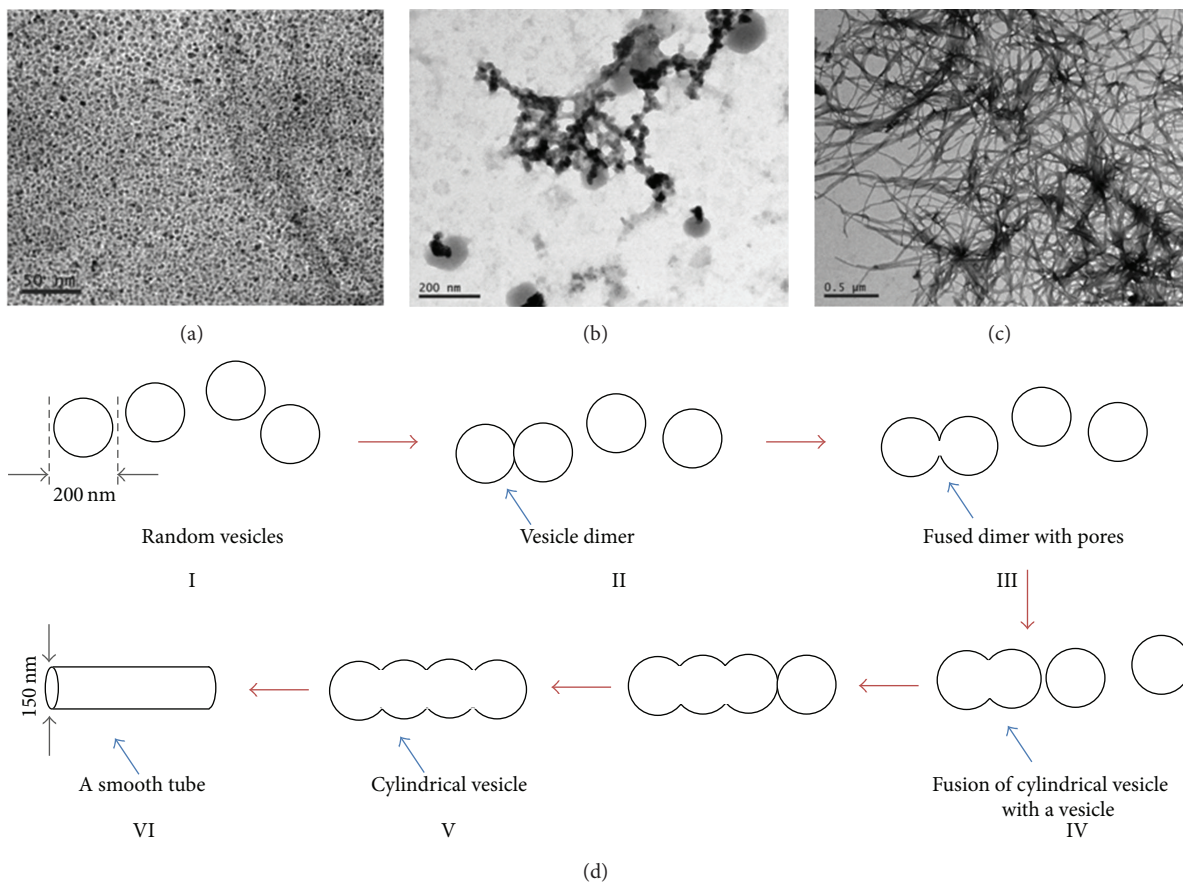 50 nm
200 nm
0.5 µm
(a)
(b)
(c)
200 nm
Random vesicles
I
Vesicle dimer
II
Fused dimer with pores
III
150 nm
A smooth tube
VI
Cylindrical vesicle
V
Fusion of cylindrical vesicle
with a vesicle
IV
(d)